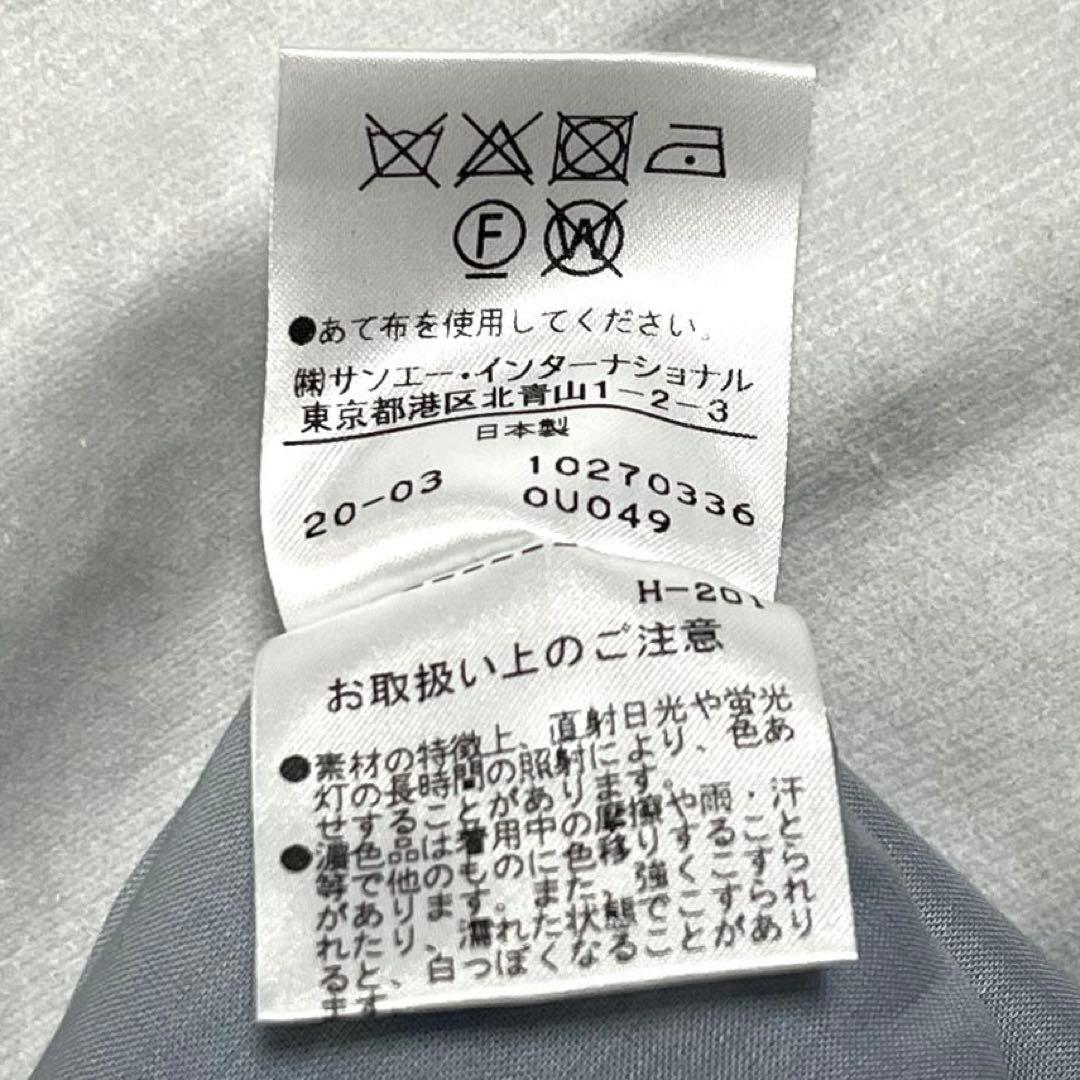 F
W
●あて布を使用してください。
㈱サンエー・インターナショナル
東京都港区北青山1-2-3
日本製
20-03 10270336
0U049
H-201
お取扱い上のご注意
●素材の特徴上、直射日光や蛍光
灯の長時間の照射により、色あ
せすることがあります。
●濃色品は着用中の摩擦や雨・汗
等で他のものに色移りすること
があります。また、強くこすら
れたり、濡れた状態でこすられ
ると、白っぽくなることがあり
ます。